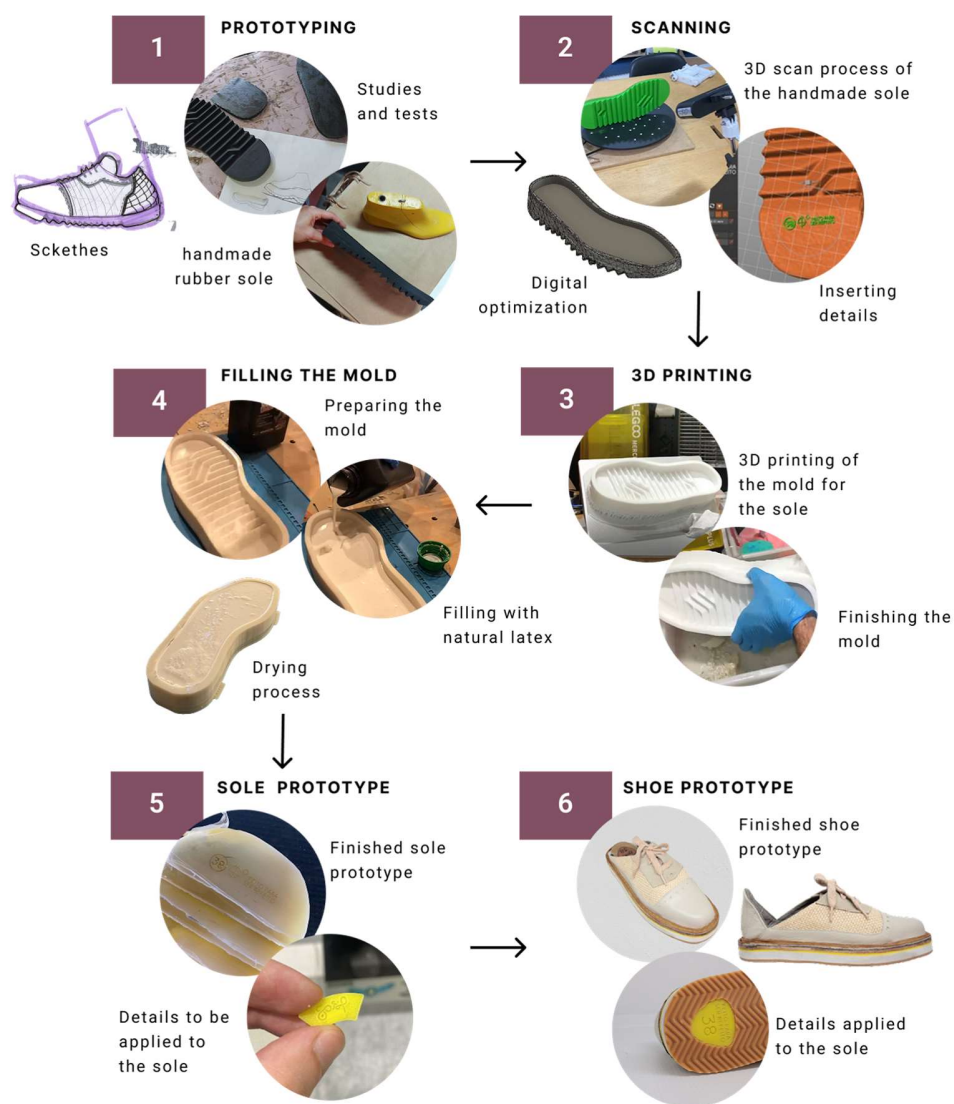 1
PROTOTYPING
Studies
and tests
Sckethes
handmade
rubber sole
2
SCANNING
3D scan process of
the handmade sole
Digital
optimization
Inserting
details
3
3D PRINTING
3D printing of
the mold for
the sole
Finishing the
mold
4
FILLING THE MOLD
Preparing the
mold
Filling with
natural latex
Drying
process
5
SOLE PROTOTYPE
Finished sole
prototype
Details to be
applied to
the sole
6
SHOE PROTOTYPE
Finished shoe
prototype
38
Details applied
to the sole